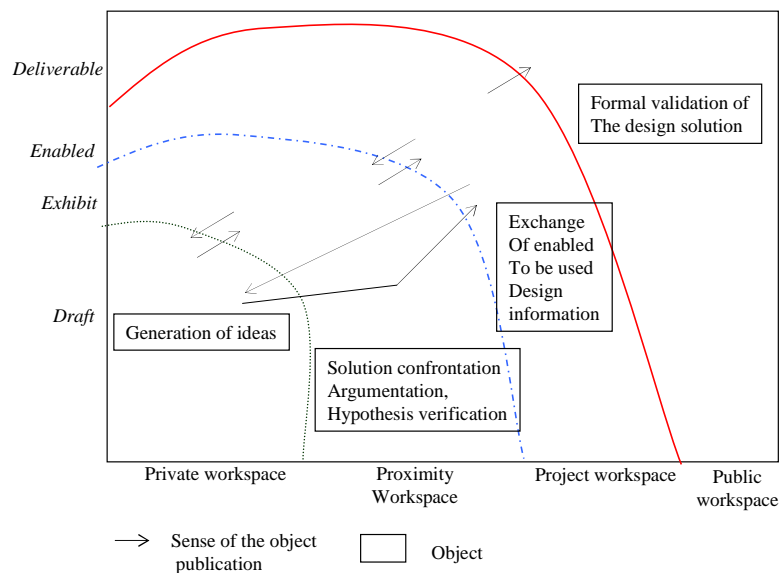 Deliverable
Formal validation of
The design solution
Enabled
Exhibit
Exchange
Of enabled
To be used
Design
information
Draft
Generation of ideas
Solution confrontation
Argumentation,
Hypothesis verification
Private workspace
Proximity
Workspace
Project workspace
Public
workspace
Sense of the object
publication
Object